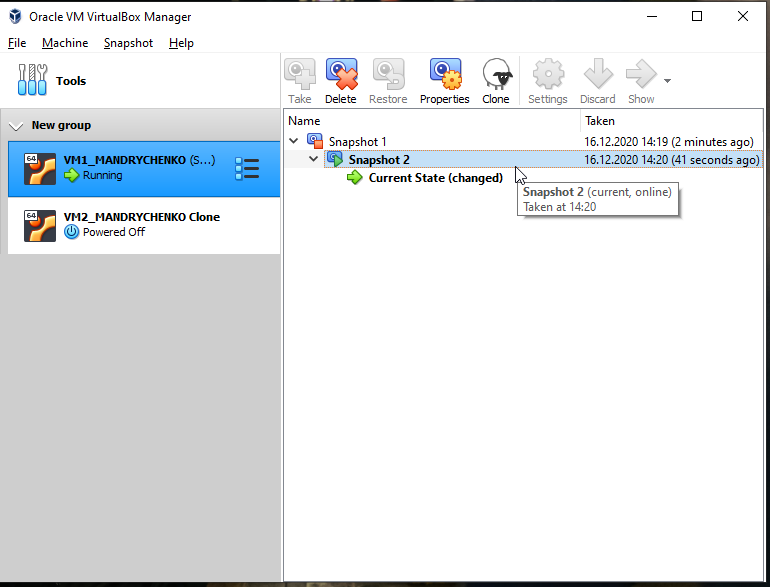 Oracle VM VirtualBox Manager
File Machine Snapshot Help
Tools
Take Delete Restore Properties Clone Settings Discard Show
New group
64
VM1_MANDRYCHENKO (S...)
Running
64
VM2_MANDRYCHENKO Clone
Powered Off
Name Taken
Snapshot 1 16.12.2020 14:19 (2 minutes ago)
Snapshot 2 16.12.2020 14:20 (41 seconds ago)
Current State (changed)
Snapshot 2 (current, online)
Taken at 14:20